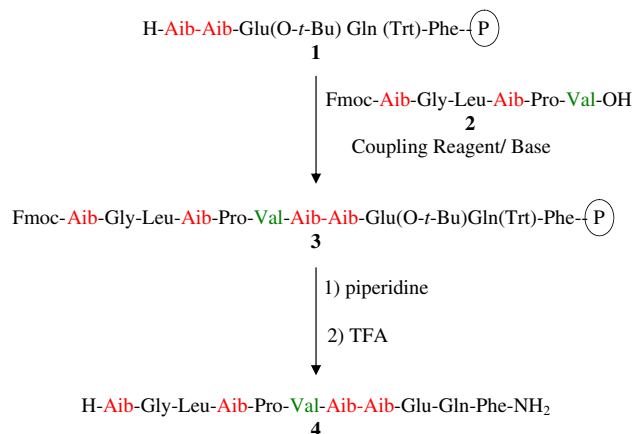 H-Aib-Aib-Glu(O-t-Bu) Gln (Trt)-Phe--P
1
Fmoc-Aib-Gly-Leu-Aib-Pro-Val-OH
2
Coupling Reagent/ Base
Fmoc-Aib-Gly-Leu-Aib-Pro-Val-Aib-Aib-Glu(O-t-Bu)Gln(Trt)-Phe--P
3
1) piperidine
2) TFA
H-Aib-Gly-Leu-Aib-Pro-Val-Aib-Aib-Glu-Gln-Phe-NH₂
4